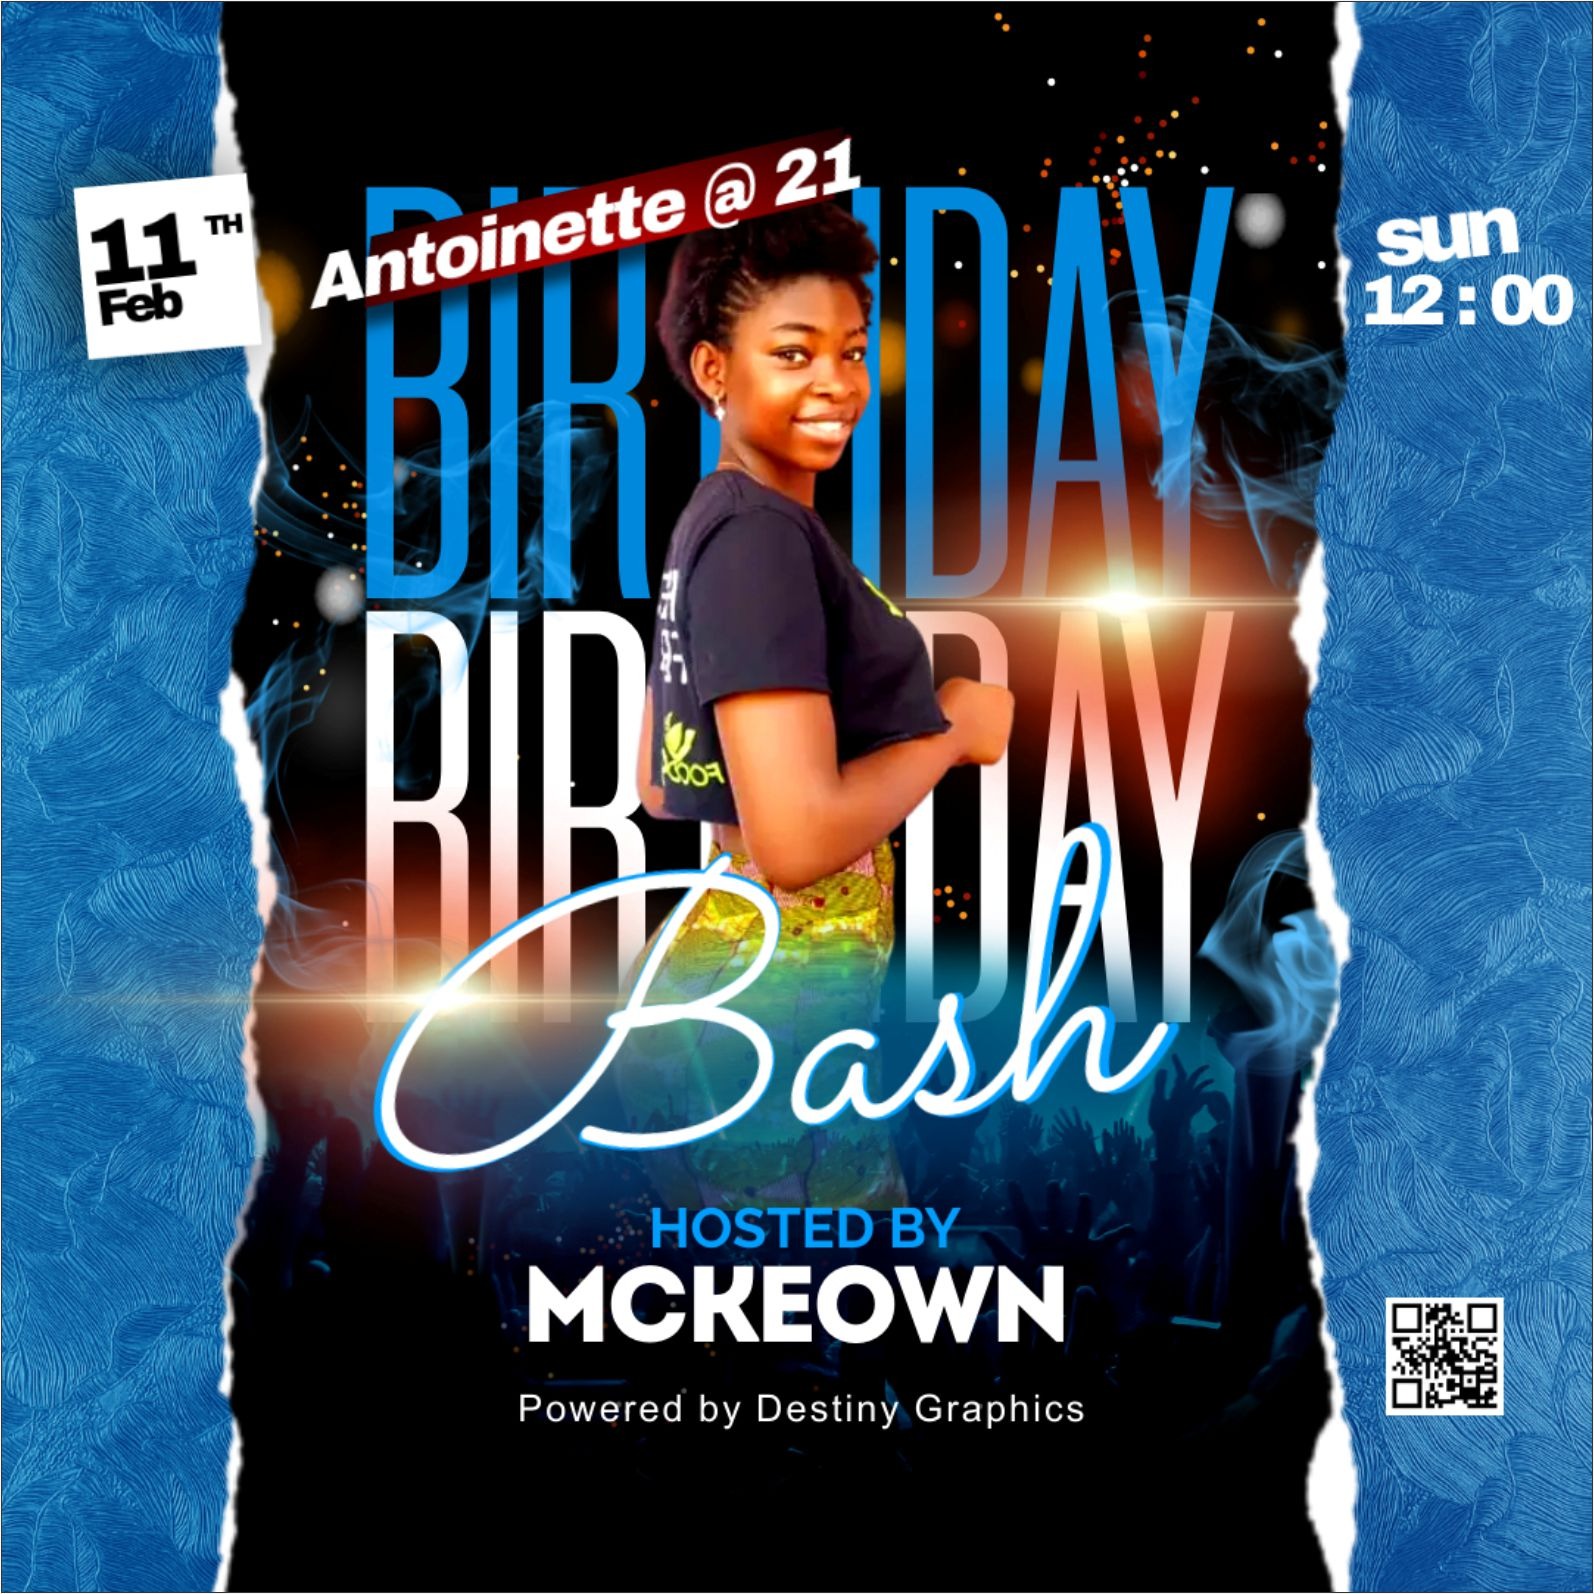 Antoinette @ 21
11 TH
Feb
sun
12 : 00
BIRTHDAY
BIRTHDAY
Bash
HOSTED BY
MCKEOWN
Powered by Destiny Graphics